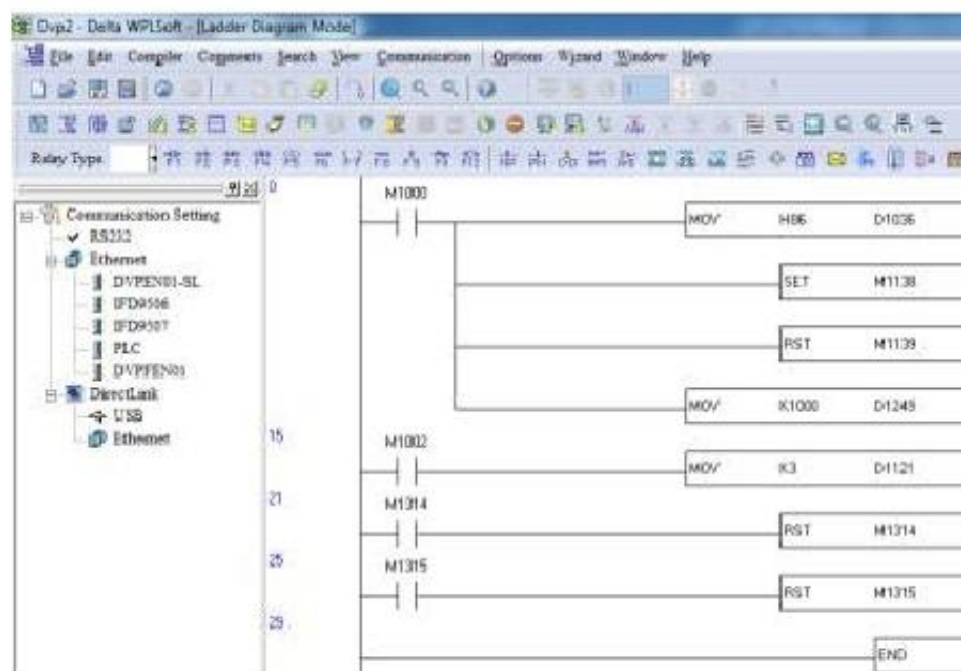 Dvp2 - Delta WPLSoft - [Ladder Diagram Mode]
File Edit Compiler Comments Search View Communication Options Wizard Window Help
Relay Type
Communication Setting
RS232
Ethernet
DVPEN01-SL
IFD9506
IFD9507
PLC
DVPFEN01
DirectLink
USB
Ethernet
0
M1000
MOV H86 D1036
SET M1138
RST M1139
MOV K1000 D1249
15
M1002
MOV K3 D1121
21
M1314
RST M1314
25
M1315
RST M1315
29
END